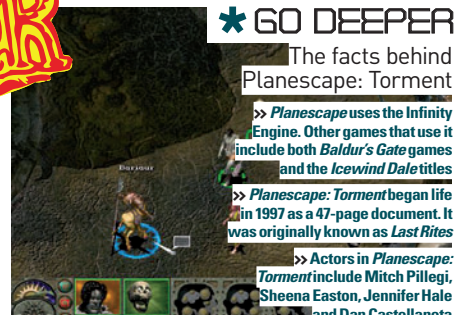 GO DEEPER
The facts behind
Planescape: Torment
>> Planescape uses the Infinity
Engine. Other games that use it
include both Baldur's Gate games
and the Icewind Dale titles
>> Planescape: Torment began life
in 1997 as a 47-page document. It
was originally known as Last Rites
>> Actors in Planescape:
Torment include Mitch Pillegi,
Sheena Easton, Jennifer Hale
and Dan Castellaneta